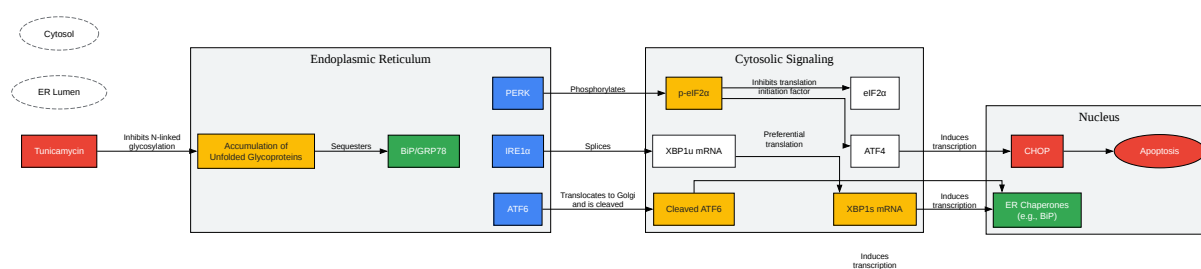 Cytosol
ER Lumen
Endoplasmic Reticulum
Cytosolic Signaling
Nucleus
PERK
Phosphorylates
p-eIF2α
Inhibits translation
initiation factor
eIF2α
Tunicamycin
Inhibits N-linked
glycosylation
Accumulation of
Unfolded Glycoproteins
Sequesters
BiP/GRP78
IRE1α
Splices
XBP1u mRNA
Preferential
translation
ATF4
Induces
transcription
CHOP
Apoptosis
ATF6
Translocates to Golgi
and is cleaved
Cleaved ATF6
XBP1s mRNA
Induces
transcription
ER Chaperones
(e.g., BiP)
Induces
transcription